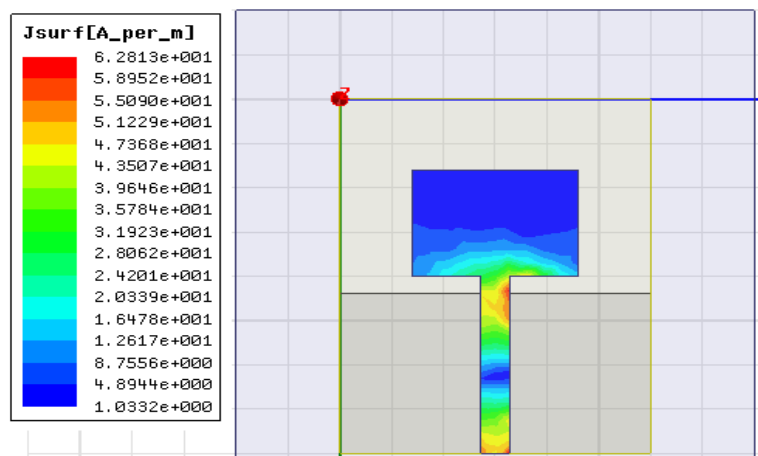 Jsurf[A_per_m]
6.2813e+001
5.8952e+001
5.5090e+001
5.1229e+001
4.7368e+001
4.3507e+001
3.9646e+001
3.5784e+001
3.1923e+001
2.8062e+001
2.4201e+001
2.0339e+001
1.6478e+001
1.2617e+001
8.7556e+000
4.8944e+000
1.0332e+000
Z